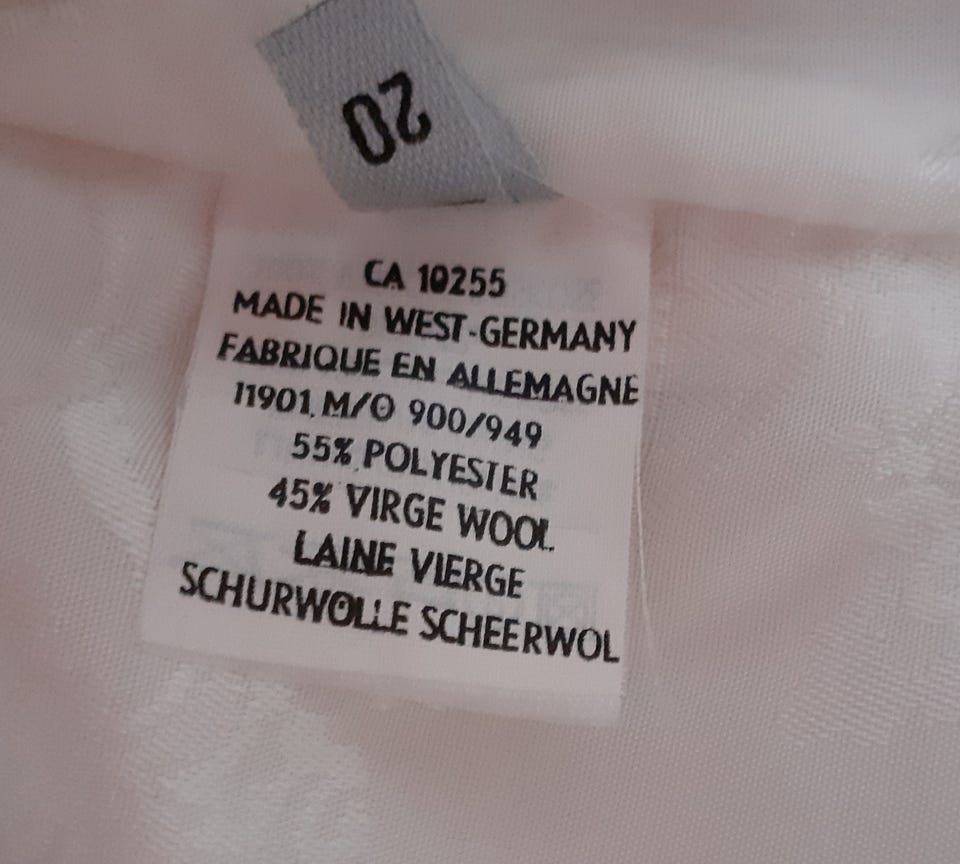 20
CA 10255
MADE IN WEST-GERMANY
FABRIQUE EN ALLEMAGNE
11901 M/O 900/949
55% POLYESTER
45% VIRGE WOOL
LAINE VIERGE
SCHURWOLLE SCHEERWOL